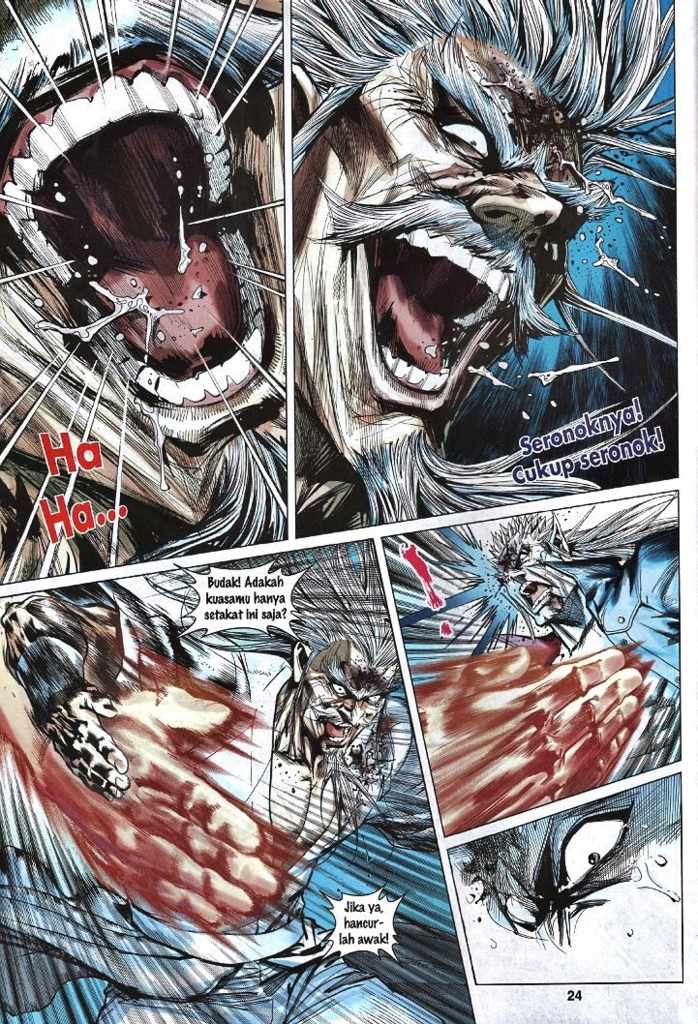 Ha
Ha...
Seronoknya!
Cukup seronok!
Budak! Adakah
kuasamu hanya
setakat ini saja?
!
Jika ya,
hancur-
lah awak!
24